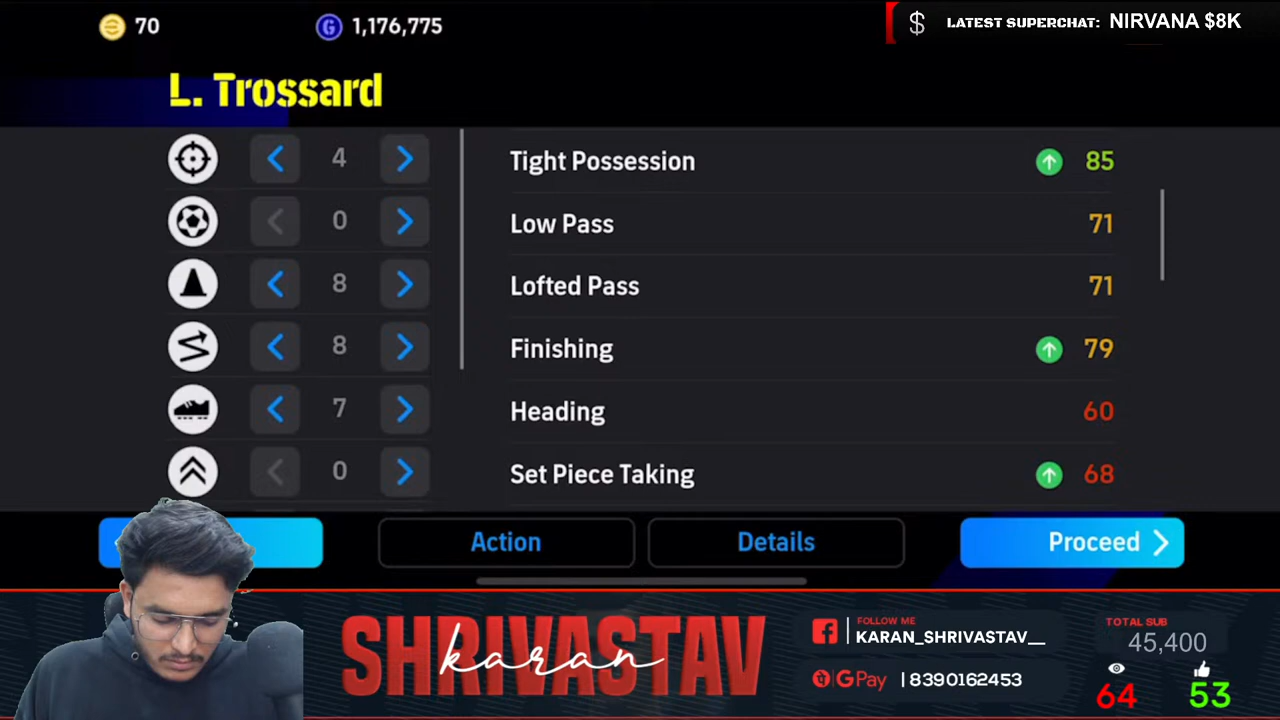 70
1,176,775
LATEST SUPERCHAT: NIRVANA $8K
L. Trossard
4
Tight Possession 85
0
Low Pass 71
8
Lofted Pass 71
8
Finishing 79
7
Heading 60
0
Set Piece Taking 68
Action
Details
Proceed
SHRIVASTAV
karan
FOLLOW ME
KARAN_SHRIVASTAV__
GPay | 8390162453
TOTAL SUB
45,400
64
53